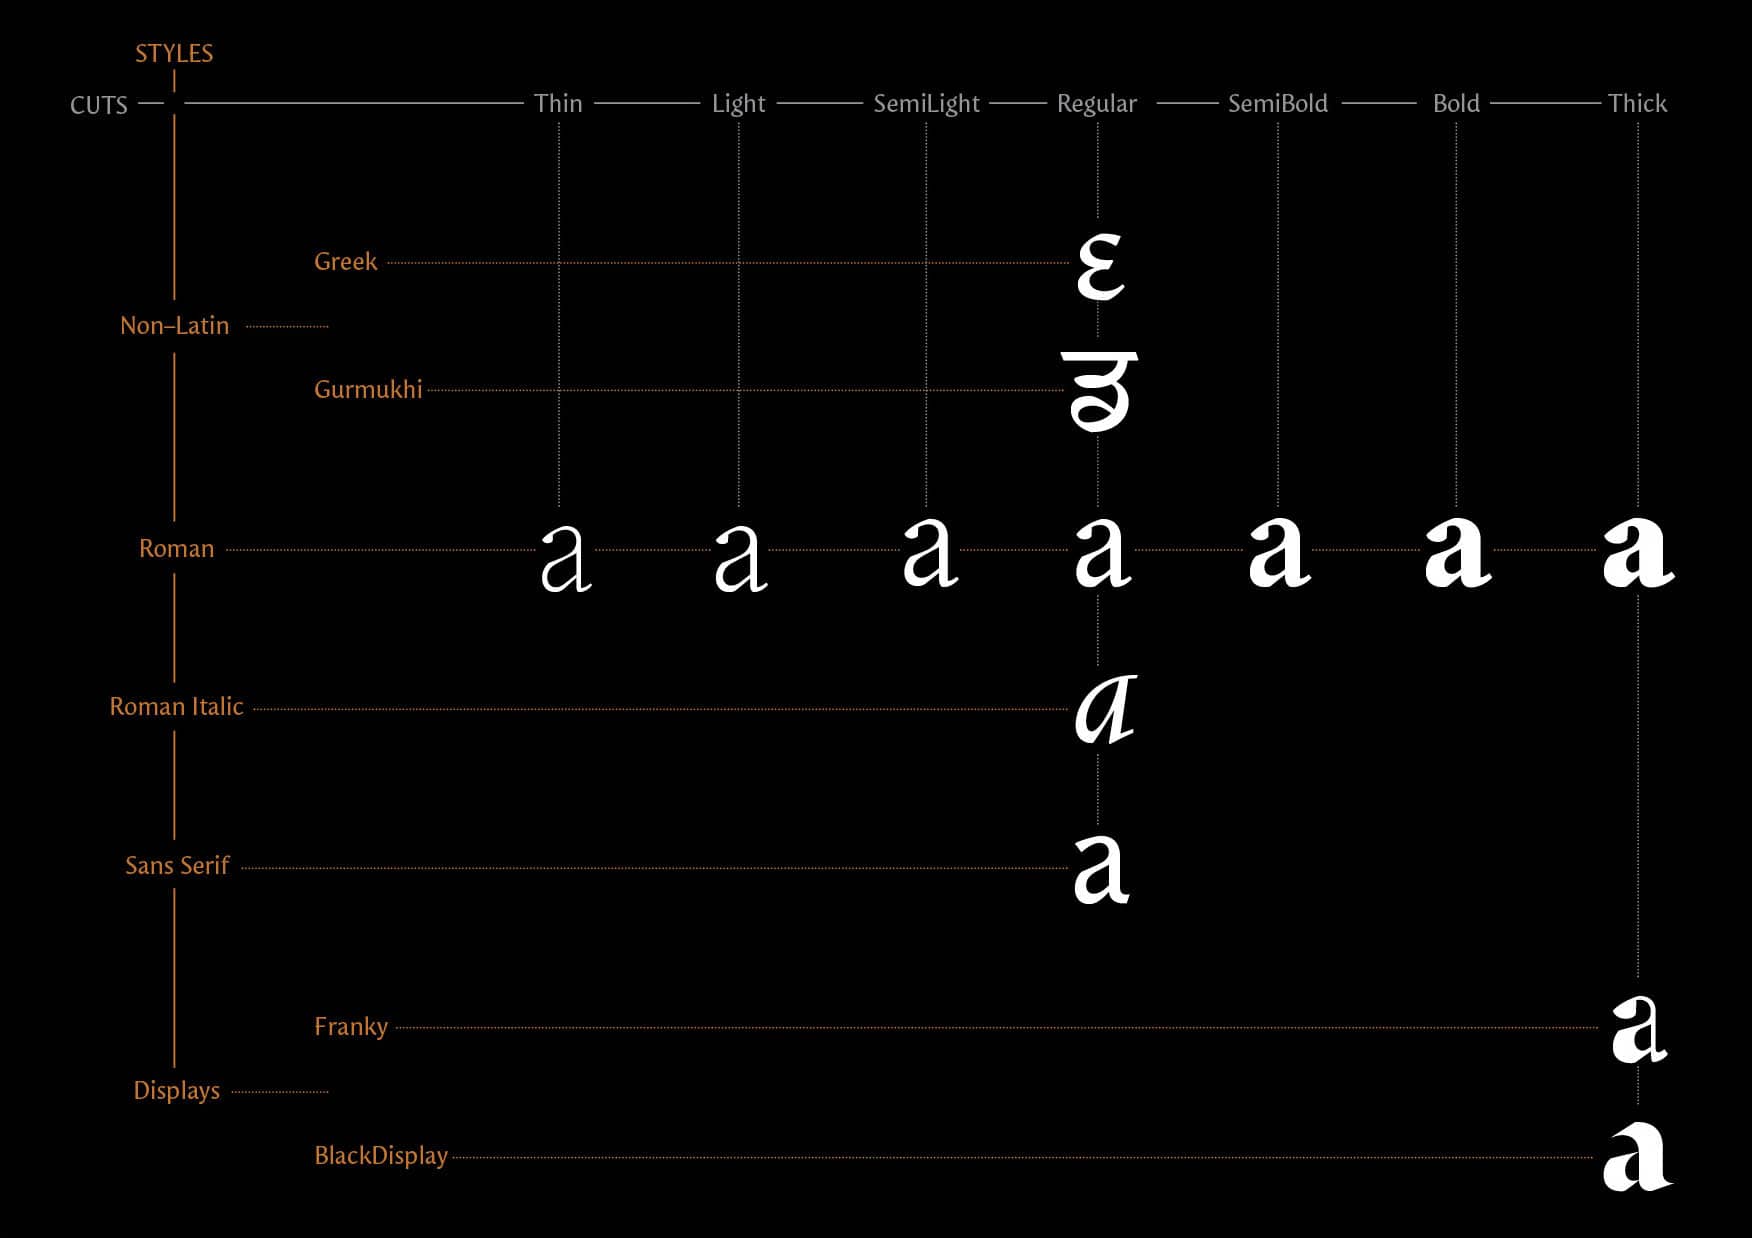 STYLES
CUTS Thin Light SemiLight Regular SemiBold Bold Thick
Greek ε
Non–Latin
Gurmukhi ਡ
Roman a a a a a a a
Roman Italic a
Sans Serif a
Franky a
Displays
BlackDisplay a